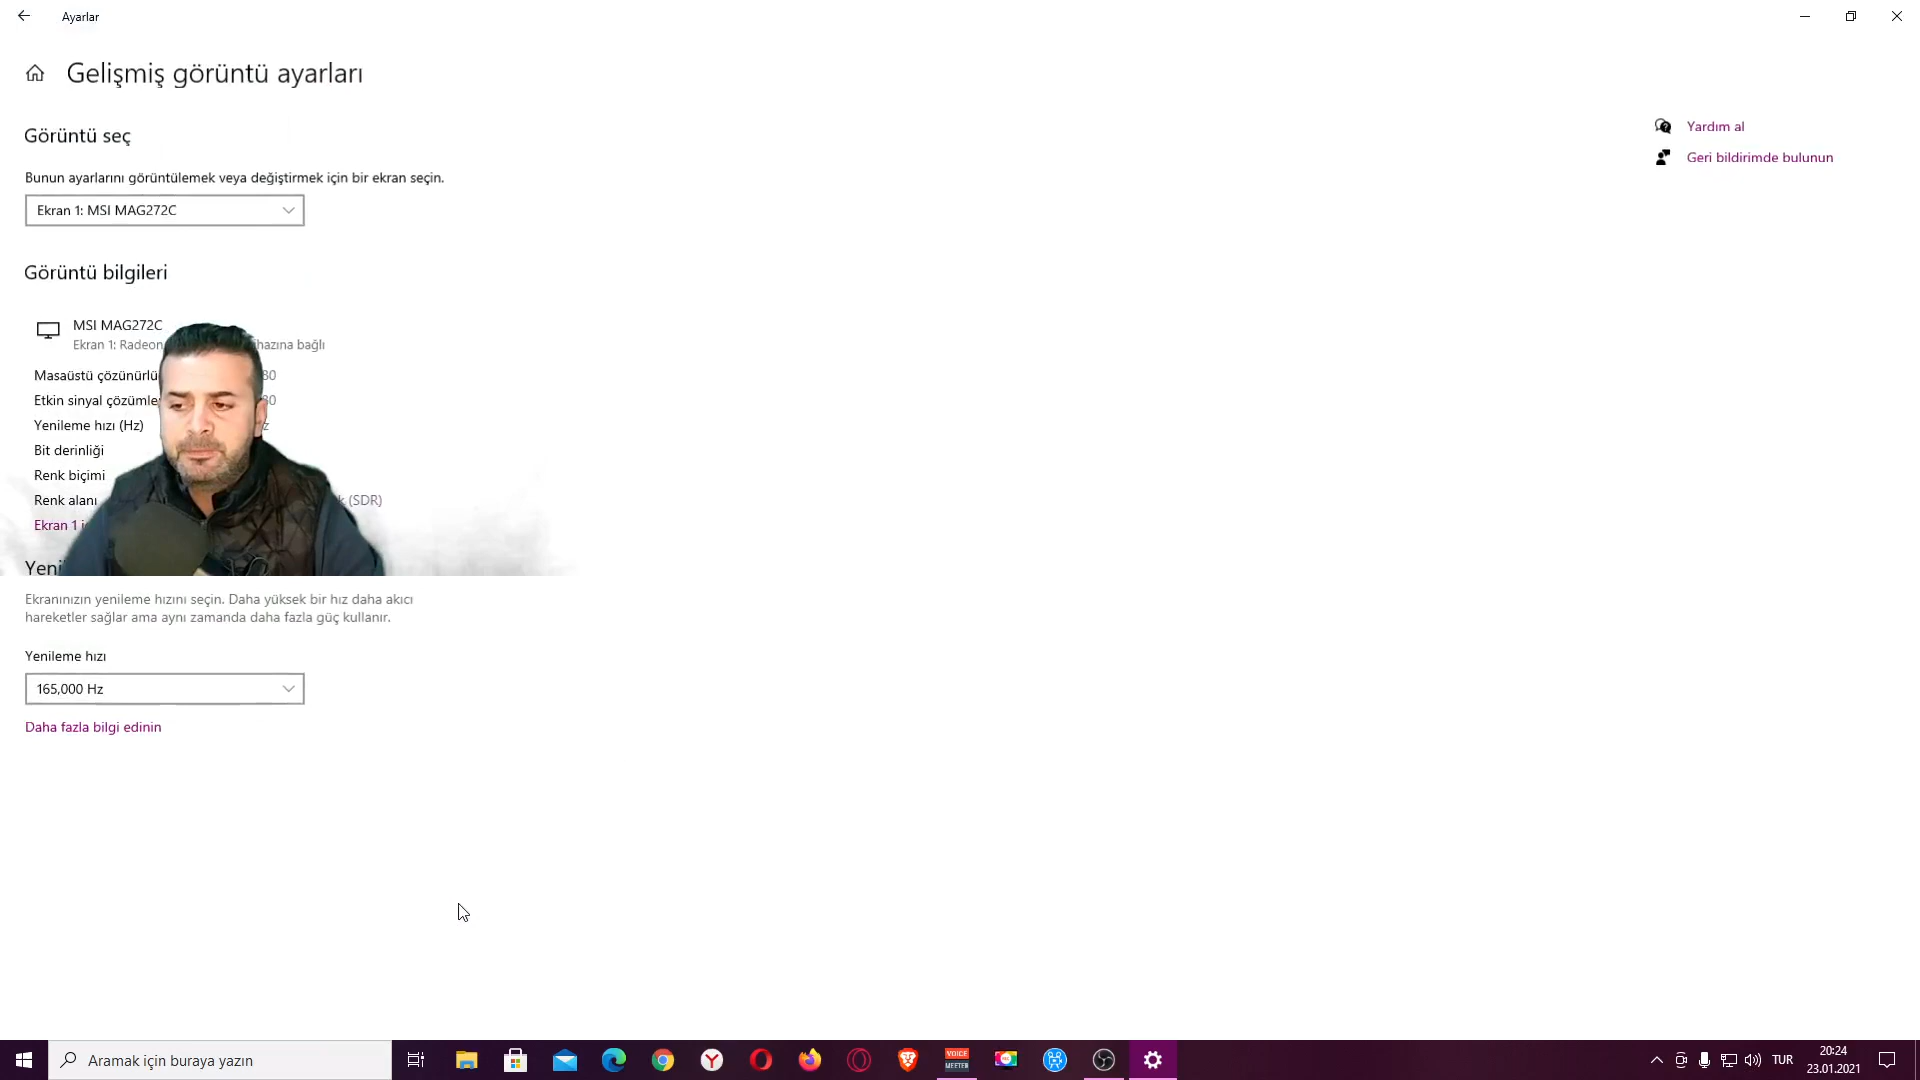 Ayarlar
Gelişmiş görüntü ayarları
Görüntü seç
Bunun ayarlarını görüntülemek veya değiştirmek için bir ekran seçin.
Ekran 1: MSI MAG272C
Görüntü bilgileri
MSI MAG272C
Ekran 1: Radeon
bağlı
Masaüstü
Etkin sinyal
Yenileme hızı (Hz)
Bit derinliği
Renk biçimi
Renk alanı
(SDR)
Ekran 1
Ekranınızın yenileme hızını seçin. Daha yüksek bir hız daha akıcı
hareketler sağlar ama aynı zamanda daha fazla güç kullanır.
Yenileme hızı
165,000 Hz
Daha fazla bilgi edinin
Yardım al
Geri bildirimde bulunun
Aramak için buraya yazın
VOICE
MEETER
TUR
20:24
23.01.2021